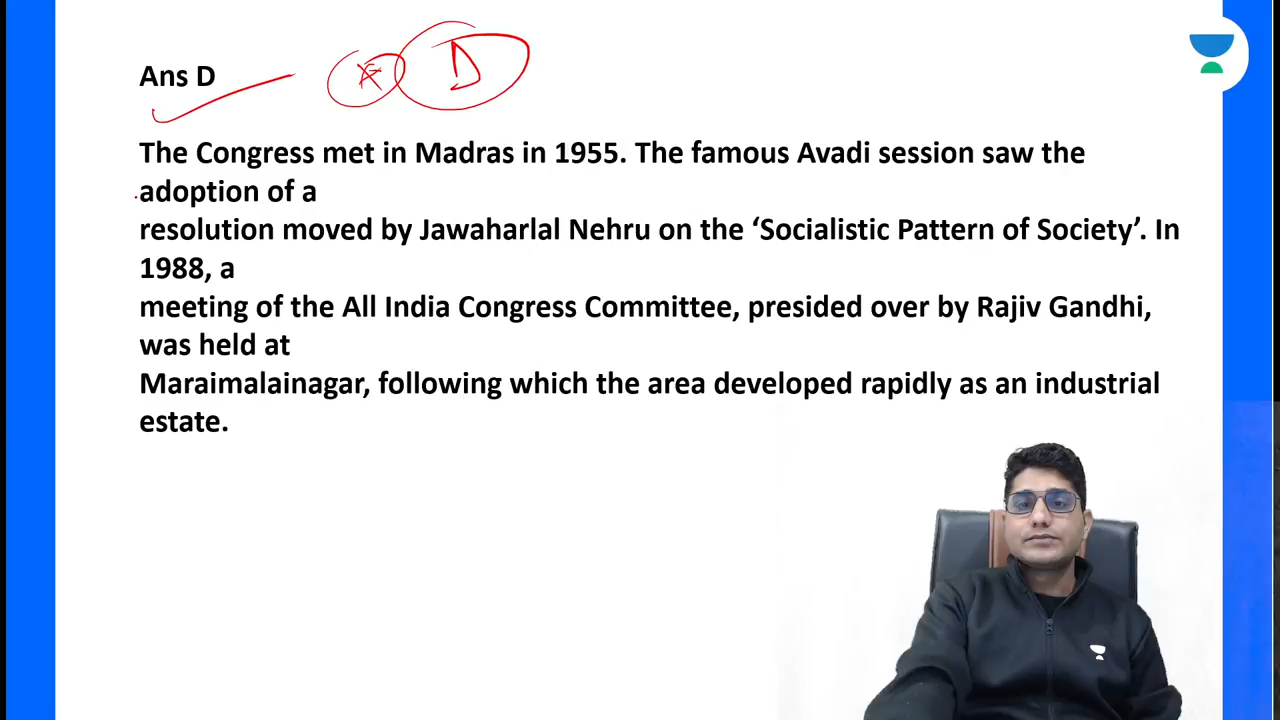 Ans D
D
The Congress met in Madras in 1955. The famous Avadi session saw the
adoption of a
resolution moved by Jawaharlal Nehru on the ‘Socialistic Pattern of Society’. In
1988, a
meeting of the All India Congress Committee, presided over by Rajiv Gandhi,
was held at
Maraimalainagar, following which the area developed rapidly as an industrial
estate.